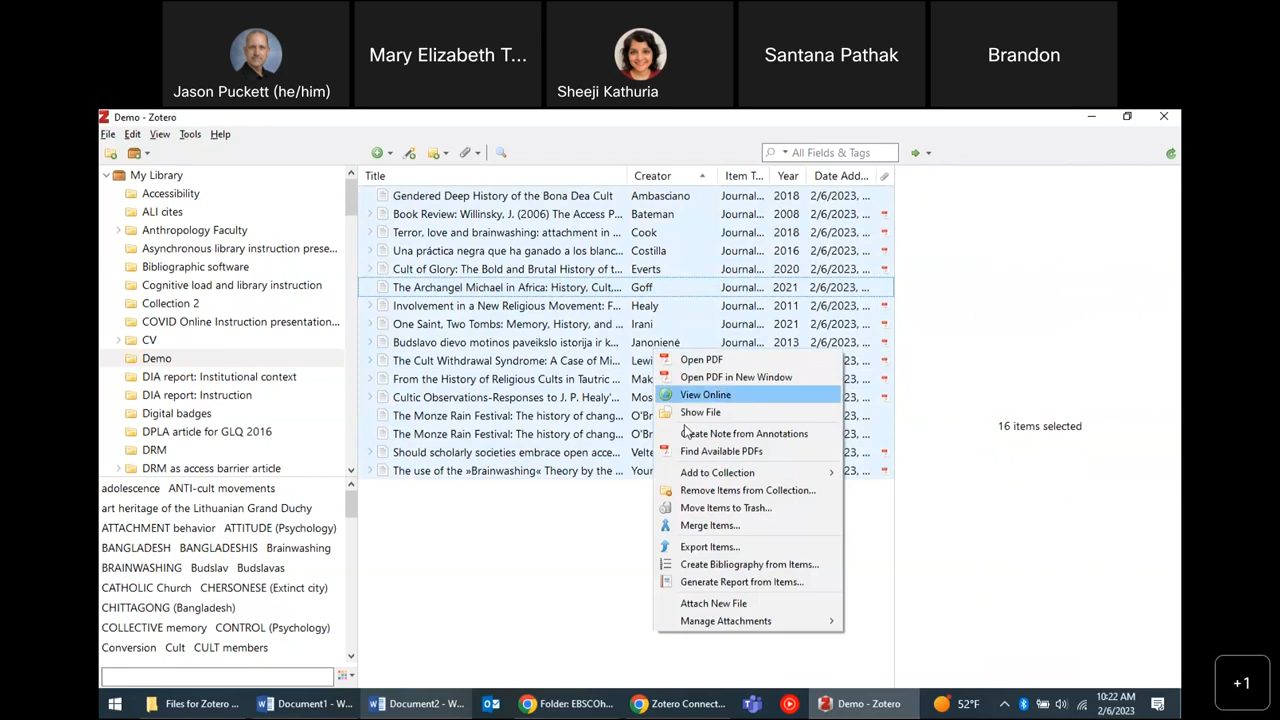 Jason Puckett (he/him)
Mary Elizabeth T...
Sheeji Kathuria
Santana Pathak
Brandon
Demo - Zotero
File Edit View Tools Help
All Fields & Tags
My Library
Accessibility
ALI cites
Anthropology Faculty
Asynchronous library instruction prese...
Bibliographic software
Cognitive load and library instruction
Collection 2
COVID Online Instruction presentation...
CV
Demo
DIA report: Institutional context
DIA report: Instruction
Digital badges
DPLA article for GLQ 2016
DRM
DRM as access barrier article
adolescence ANTI-cult movements
art heritage of the Lithuanian Grand Duchy
ATTACHMENT behavior ATTITUDE (Psychology)
BANGLADESH BANGLADESHIS Brainwashing
BRAINWASHING Budslav Budslavas
CATHOLIC Church CHERSONESE (Extinct city)
CHITTAGONG (Bangladesh)
COLLECTIVE memory CONTROL (Psychology)
Conversion Cult CULT members
Title Creator Item T... Year Date Add...
Gendered Deep History of the Bona Dea Cult Ambasciano Journal... 2018 2/6/2023, ...
Book Review: Willinsky, J. (2006) The Access P... Bateman Journal... 2008 2/6/2023, ...
Terror, love and brainwashing: attachment in ... Cook Journal... 2018 2/6/2023, ...
Una práctica negra que ha ganado a los blanc... Costilla Journal... 2016 2/6/2023, ...
Cult of Glory: The Bold and Brutal History of t... Everts Journal... 2020 2/6/2023, ...
The Archangel Michael in Africa: History, Cult,... Goff Journal... 2021 2/6/2023, ...
Involvement in a New Religious Movement: F... Healy Journal... 2011 2/6/2023, ...
One Saint, Two Tombs: Memory, History, and ... Irani Journal... 2021 2/6/2023, ...
Budslavo dievo motinos paveikslo istorija ir k... Janonienė Journal... 2013 2/6/2023, ...
The Cult Withdrawal Syndrome: A Case of Mi... Lewi 2023, ...
From the History of Religious Cults in Tautric ... Mak 2023, ...
Cultic Observations-Responses to J. P. Healy'... Mos 2023, ...
The Monze Rain Festival: The history of chang... O'Br 2023, ...
The Monze Rain Festival: The history of chang... O'Br 2023, ...
Should scholarly societies embrace open acce... Velte 2023, ...
The use of the »Brainwashing« Theory by the ... Your 2023, ...
Open PDF
Open PDF in New Window
View Online
Show File
Create Note from Annotations
Find Available PDFs
Add to Collection
Remove Items from Collection...
Move Items to Trash...
Merge Items...
Export Items...
Create Bibliography from Items...
Generate Report from Items...
Attach New File
Manage Attachments
16 items selected
Files for Zotero ... Document1 - W... Document2 - W... Folder: EBSCOh... Zotero Connect... Demo - Zotero 52°F
10:22 AM
2/6/2023
+1